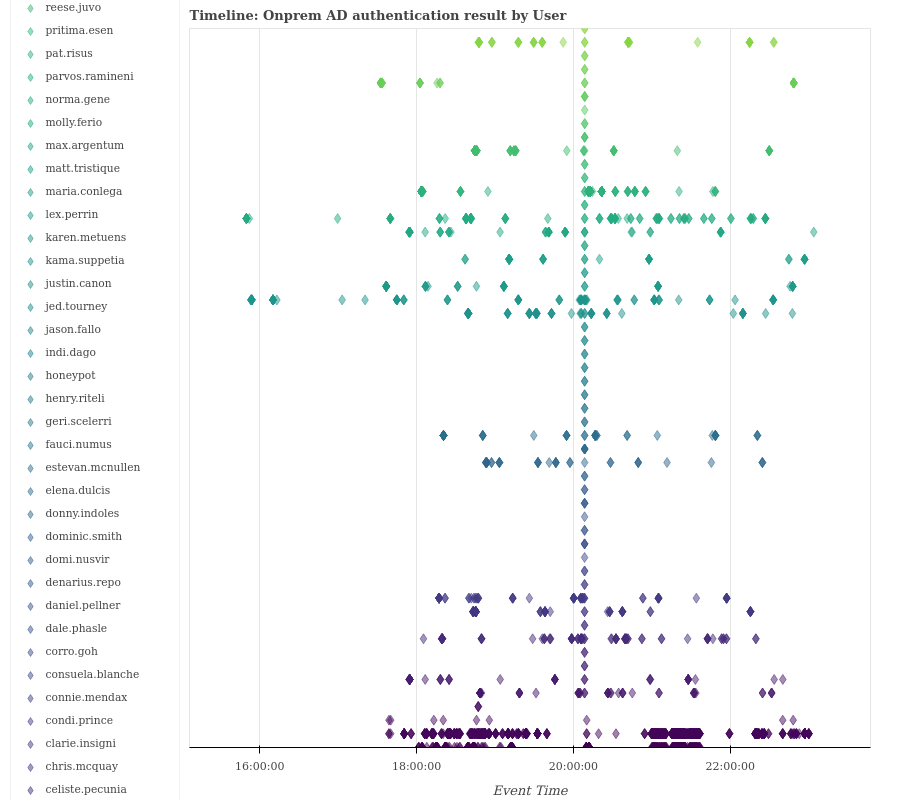 Timeline: Onprem AD authentication result by User
reese.juvo
pritima.esen
pat.risus
parvos.ramineni
norma.gene
molly.ferio
max.argentum
matt.tristique
maria.conlega
lex.perrin
karen.metuens
kama.suppetia
justin.canon
jed.tourney
jason.fallo
indi.dago
honeypot
henry.riteli
geri.scelerri
fauci.numus
estevan.mcnullen
elena.dulcis
donny.indoles
dominic.smith
domi.nusvir
denarius.repo
daniel.pellner
dale.phasle
corro.goh
consuela.blanche
connie.mendax
condi.prince
clarie.insigni
chris.mcquay
celiste.pecunia
16:00:00 18:00:00 20:00:00 22:00:00
Event Time